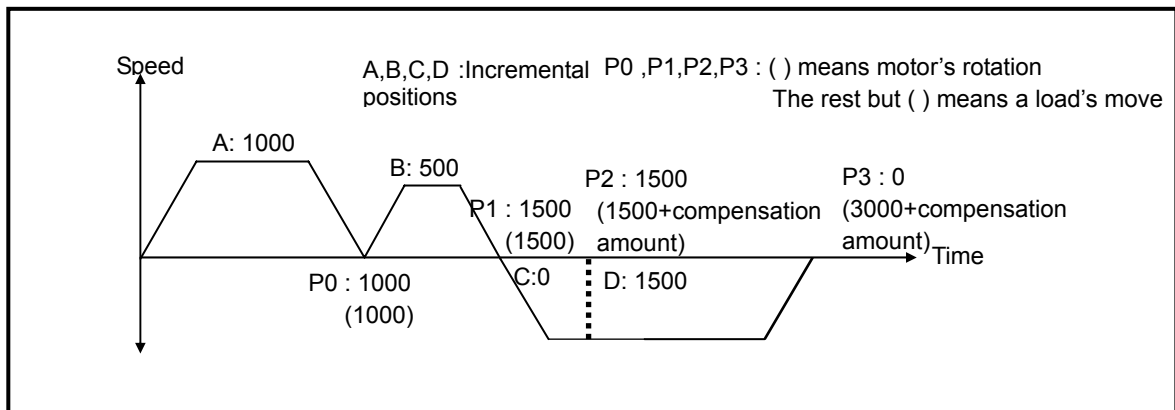 Speed
A,B,C,D :Incremental
positions
P0 ,P1,P2,P3 : ( ) means motor’s rotation
The rest but ( ) means a load’s move
A: 1000
B: 500
P1 : 1500
(1500)
P2 : 1500
(1500+compensation
amount)
P3 : 0
(3000+compensation
amount)
Time
P0 : 1000
(1000)
C:0
D: 1500